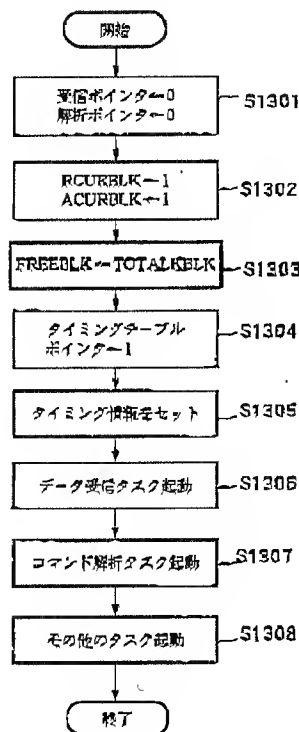 開始
受信ポインタ←0
解析ポインタ←0
S1301
RCURBLK←1
ACURBLK←1
S1302
FREEBLK←TOTALRBLK
S1303
タイミングテーブル
ポインタ←1
S1304
タイミング情報をセット
S1305
データ受信タスク起動
S1306
コマンド解析タスク起動
S1307
その他のタスク起動
S1308
終了